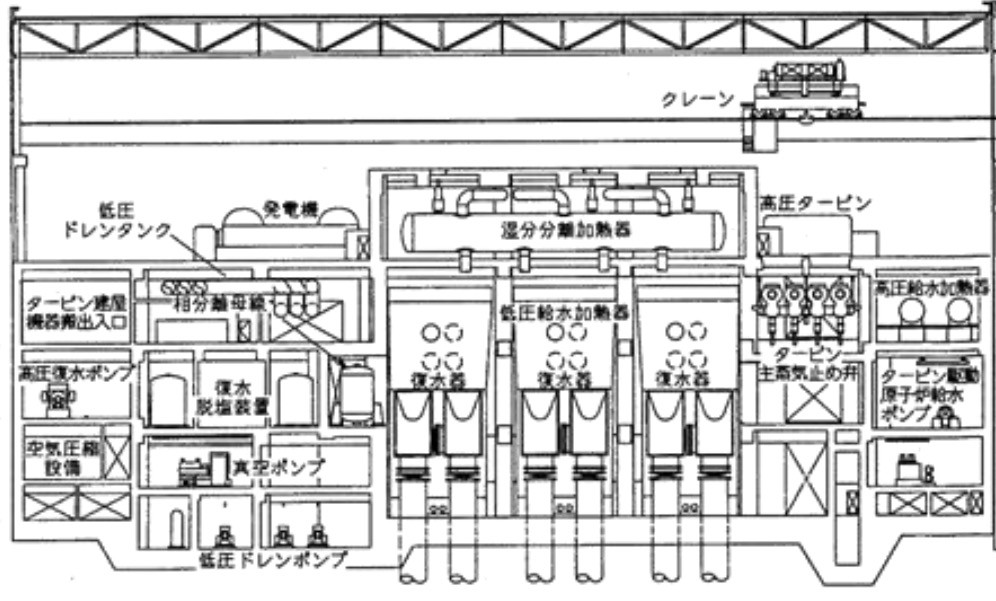 クレーン
低圧
ドレンタンク
発電機
高圧タービン
湿分分離加熱器
タービン建屋
機器搬出入口
相分離母線
低圧給水加熱器
高圧給水加熱器
高圧復水ポンプ
復水
脱塩装置
復水器
復水器
復水器
タービン
主蒸気止め弁
タービン駆動
原子炉給水
ポンプ
空気圧縮
設備
真空ポンプ
低圧ドレンポンプ